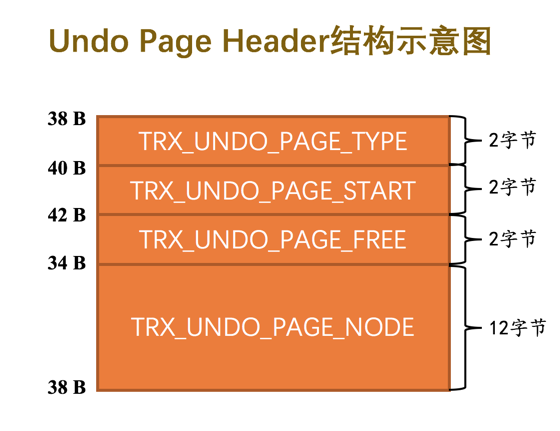 Undo Page Header结构示意图
38 B
TRX_UNDO_PAGE_TYPE
2字节
40 B
TRX_UNDO_PAGE_START
2字节
42 B
TRX_UNDO_PAGE_FREE
2字节
34 B
TRX_UNDO_PAGE_NODE
12字节
38 B